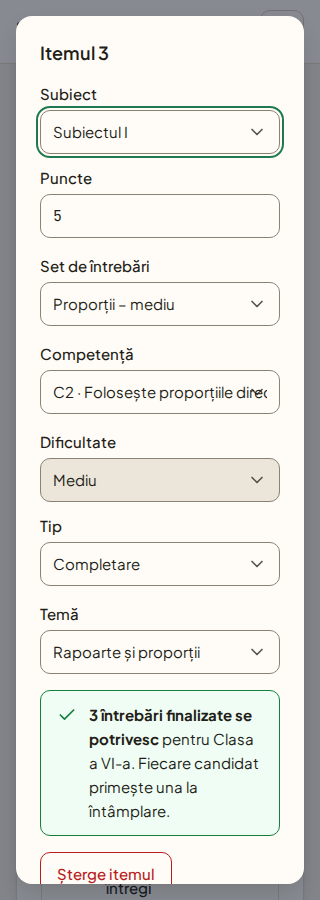 Itemul 3
Subiect
Subiectul I
Puncte
5
Set de întrebări
Proporții – mediu
Competență
C2 · Folosește proporțiile
Dificultate
Mediu
Tip
Completare
Temă
Rapoarte și proporții
3 întrebări finalizate se
potrivesc pentru Clasa
a VI-a. Fiecare candidat
primește una la
întâmplare.
Șterge itemul
întregi